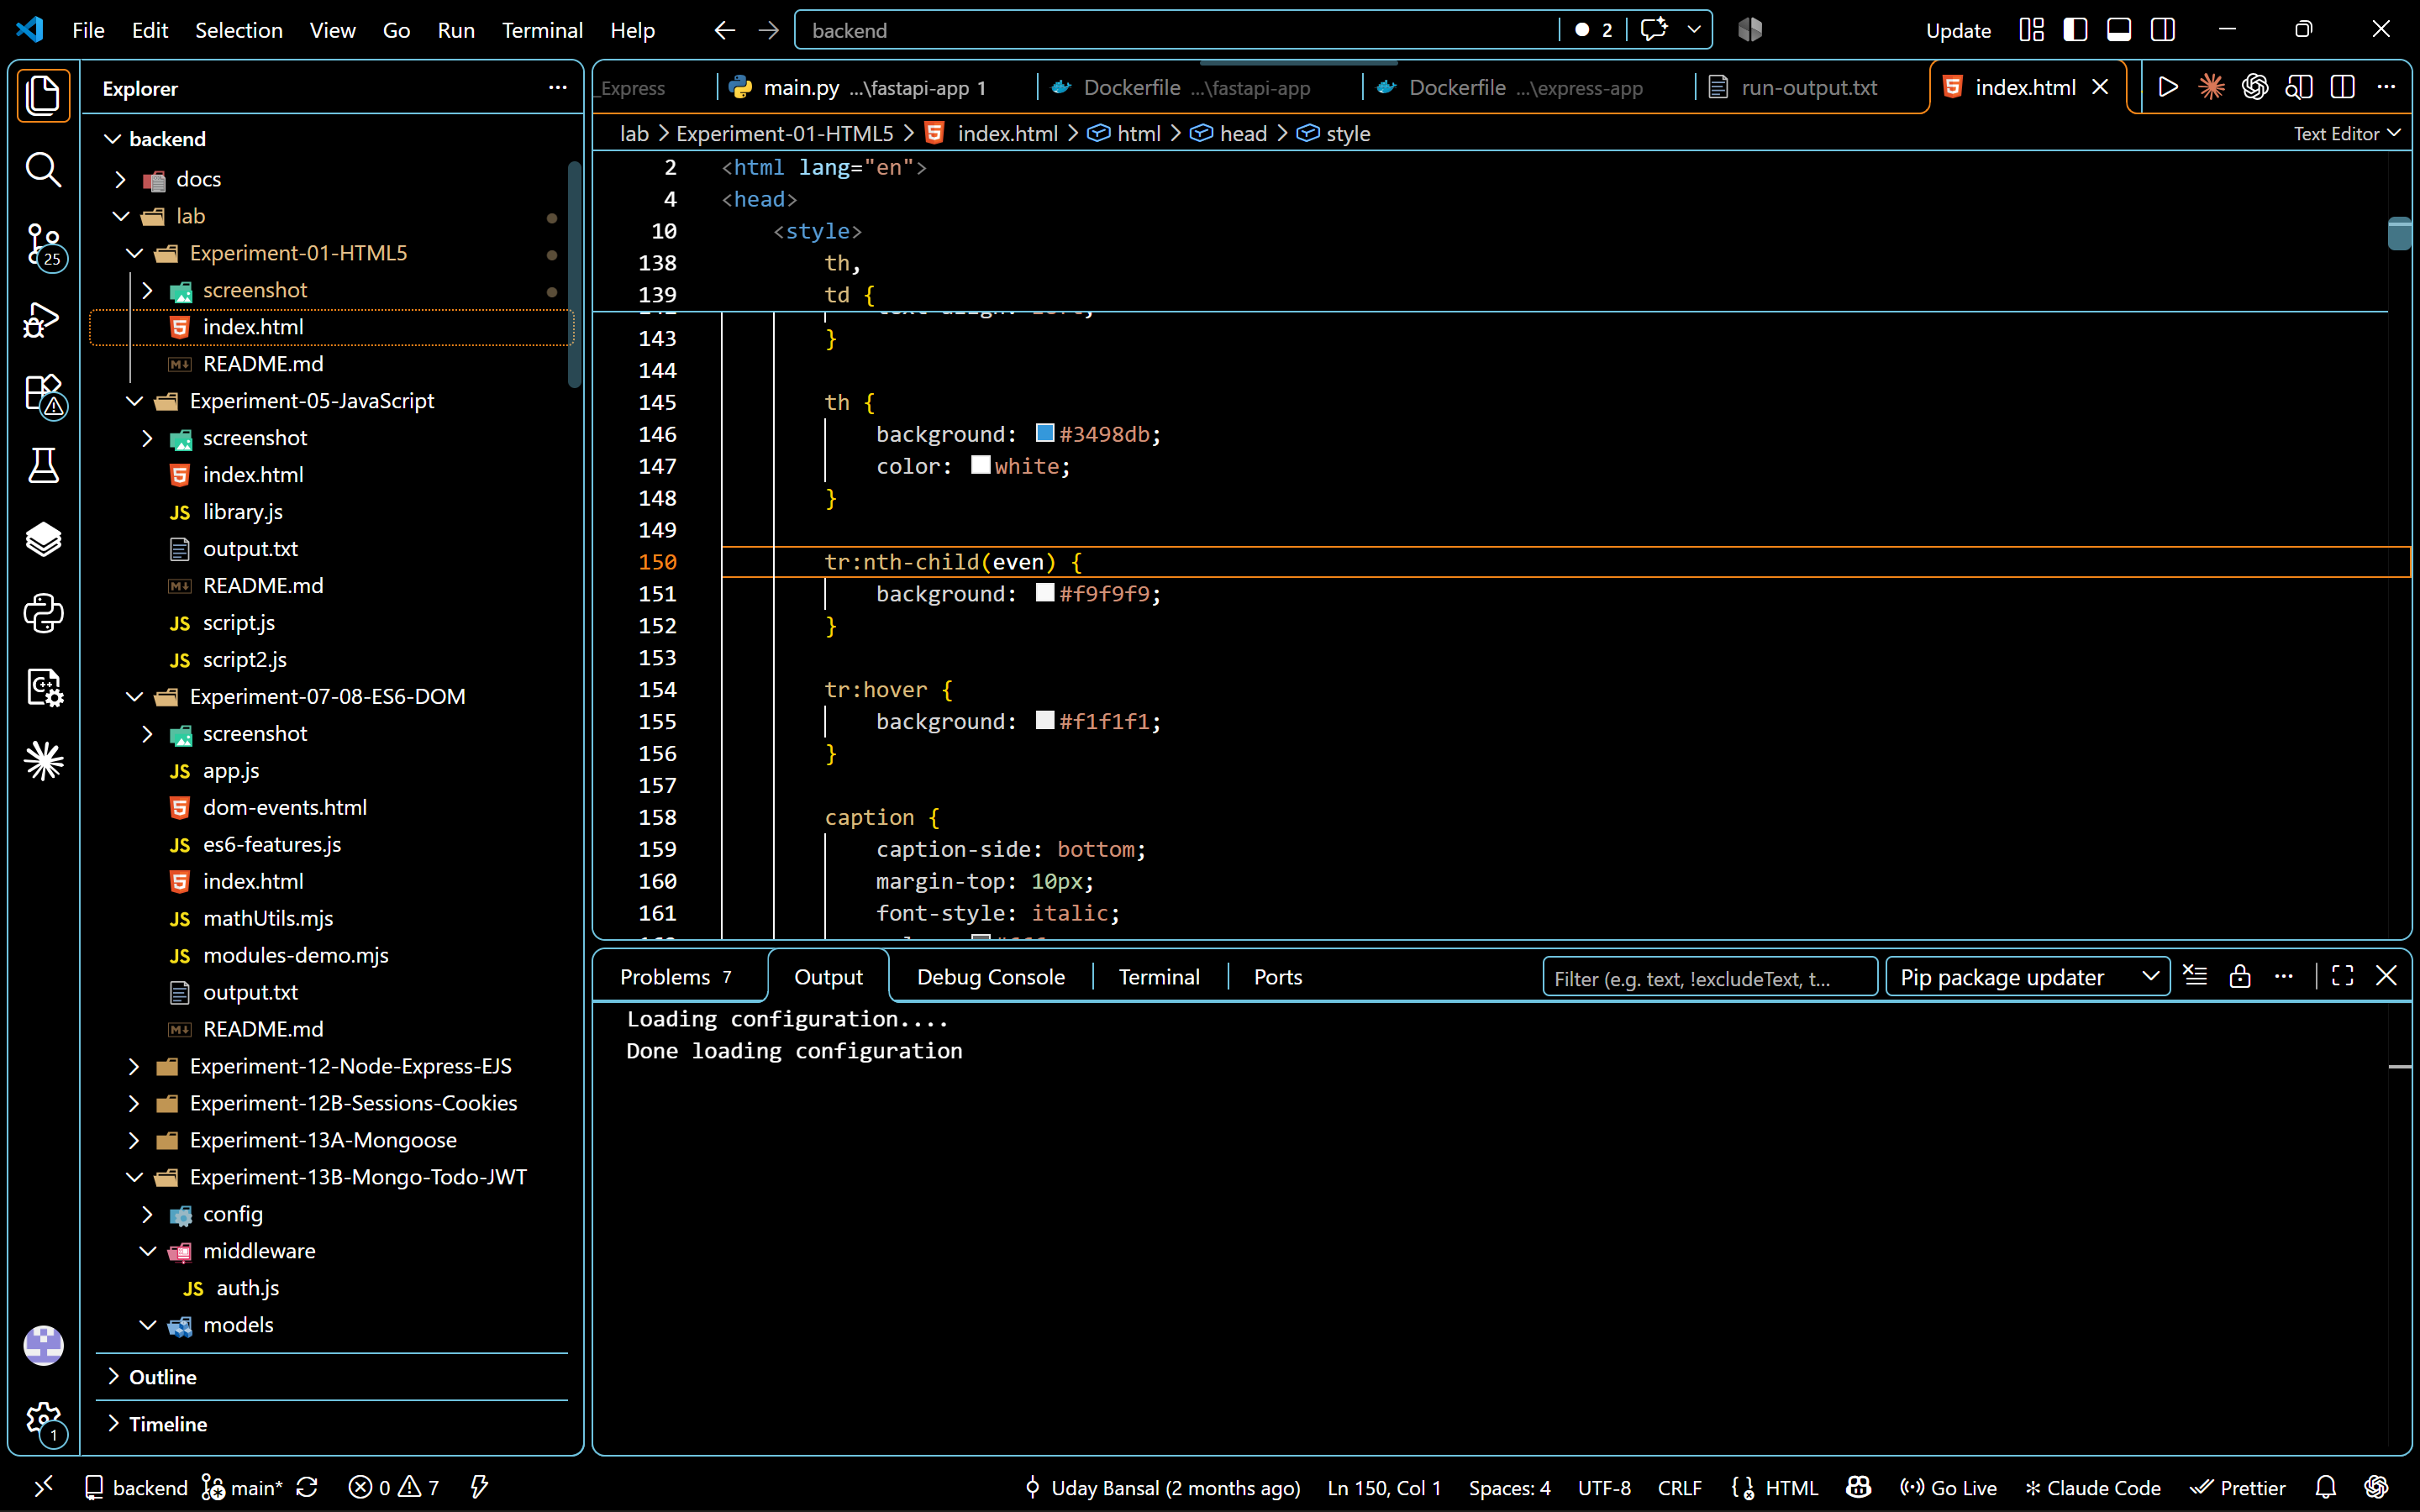 File Edit Selection View Go Run Terminal Help
backend
2
Update
Explorer
backend
docs
lab
Experiment-01-HTML5
screenshot
index.html
README.md
Experiment-05-JavaScript
screenshot
index.html
library.js
output.txt
README.md
script.js
script2.js
Experiment-07-08-ES6-DOM
screenshot
app.js
dom-events.html
es6-features.js
index.html
mathUtils.mjs
modules-demo.mjs
output.txt
README.md
Experiment-12-Node-Express-EJS
Experiment-12B-Sessions-Cookies
Experiment-13A-Mongoose
Experiment-13B-Mongo-Todo-JWT
config
middleware
auth.js
models
Outline
Timeline
25
1
_Express main.py ...\fastapi-app 1 Dockerfile ...\fastapi-app Dockerfile ...\express-app run-output.txt index.html
lab > Experiment-01-HTML5 > index.html > html > head > style
Text Editor
2 <html lang="en">
4 <head>
10 <style>
138 th,
139 td {
143 }
144
145 th {
146 background: #3498db;
147 color: white;
148 }
149
150 tr:nth-child(even) {
151 background: #f9f9f9;
152 }
153
154 tr:hover {
155 background: #f1f1f1;
156 }
157
158 caption {
159 caption-side: bottom;
160 margin-top: 10px;
161 font-style: italic;
Problems 7 Output Debug Console Terminal Ports
Filter (e.g. text, !excludeText, t...
Pip package updater
Loading configuration....
Done loading configuration
backend main* 0 7
Uday Bansal (2 months ago) Ln 150, Col 1 Spaces: 4 UTF-8 CRLF HTML Go Live Claude Code Prettier